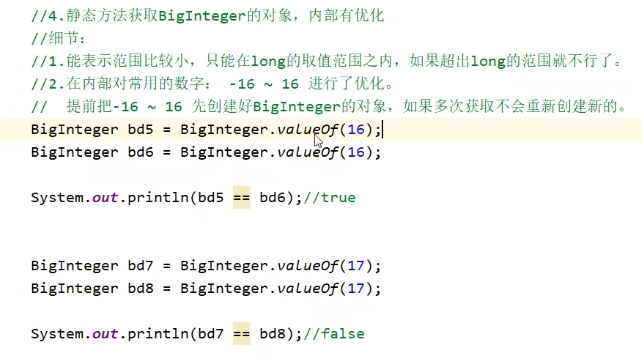 //4.静态方法获取BigInteger的对象，内部有优化
//细节：
//1.能表示范围比较小，只能在long的取值范围之内，如果超出long的范围就不行了。
//2.在内部对常用的数字： -16 ~ 16 进行了优化。
//  提前把-16 ~ 16 先创建好BigInteger的对象，如果多次获取不会重新创建新的。
BigInteger bd5 = BigInteger.valueOf(16);
BigInteger bd6 = BigInteger.valueOf(16);
System.out.println(bd5 == bd6);//true
BigInteger bd7 = BigInteger.valueOf(17);
BigInteger bd8 = BigInteger.valueOf(17);
System.out.println(bd7 == bd8);//false